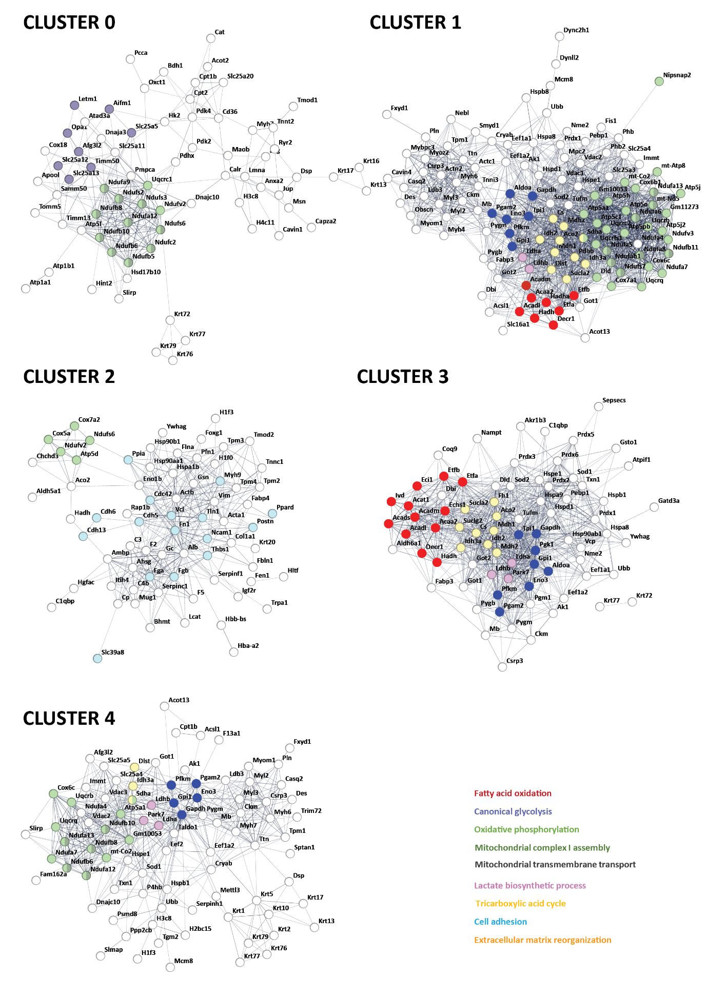 CLUSTER 0
Cat
Pcca
Bdh1
Acot2
Cpt1b
Slc25a20
Oxct1
Cpt2
Letm1
Aifm1
Tmod1
Atad3a
Hk2
Pdk4
Cd36
Tnnt2
Opa1
Slc25a5
Dnaja3
Cox18
Afg3l2
Slc25a11
Pdk2
Ryr2
Slc25a12
Timm50
Pdhx
Maob
Slc25a13
Pmpca
Calr
Lmna
Dsp
Krt17
Krt16
Apool
Ndufa9
Uqcrc1
Anxa2
Krt13
Samm50
Ndufs2
Ndufs3
Jup
Tomm5
Ndufb8
Ndufa12
Ndufv2
Dnajc10
H3c8
Msn
Timm13
Atp5l
Ndufs6
Capza2
Ndufb10
H4c11
Cavin1
Ndufb6
Ndufc2
Ndufb5
Atp1b1
Hsd17b10
Atp1a1
Hint2
Slirp
Krt72
Krt77
Krt79
Krt76
CLUSTER 1
Dync2h1
Dynll2
Nipsnap2
Mcm8
Hspb8
Fxyd1
Nebl
Ubb
Smyd1
Nme2
Fis1
Pln
Tpm1
Cryab
Eef1a1
Hspa8
Prdx1
Pebp1
Phb
Mybpc3
Myoz2
Ttn
Eef1a2
Ak1
Mpc2
Phb2
Slc25a4
Vdac2
Immt
Csrp3
Actn2
Actc1
Hspd1
Vdac1
Slc25a3
mt-Atp8
Cavin4
Myh6
Tnni3
Hspe1
mt-Co2
Cox6b1
Casq2
Ldb3
Aldoa
Gapdh
Sod2
Tufm
Gm10053
Atp5h
Ndufa13
Atp5j
Des
Myl3
Ckm
mt-Nd5
Obscn
Myl2
Mb
Pgam2
Eno3
Tpi1
Cs
Atp5a1
Atp5o
Ndufa6
Gm11273
Myom1
Myh4
Pygm
Pfkm
Mdh2
Atp5c1
Uqcrc2
Atp5pb
Uqcrb
Atp5j2
Gpi1
Idh2
Aco2
Sdha
Uqcrfs1
Ndufa4
Ndufv3
Pygb
Ldha
Mdh1
Pdhb
Ndufa5
Ndufa8
Ndufb11
Fabp3
Ldhb
Dlst
Idh3a
Ndufab1
Cox6c
Got2
Sucla2
Dld
Ndufs7
Ndufa7
Acadm
Cox7a1
Uqcrq
Dbi
Acaa2
Hadha
Etfb
Acsl1
Acadl
Etfa
Got1
Hadh
Slc16a1
Decr1
Acot13
CLUSTER 2
Cox7a2
H1f3
Cox5a
Ndufs6
Ywhag
Foxg1
Ndufv2
Hsp90b1
Flna
Tpm3
Tmod2
Chchd3
Atp5d
Ppia
Pfn1
Hsp90aa1
H1f0
Tnnc1
Hspa1b
Gsn
Myh9
Aco2
Eno1b
Tpm4
Tpm2
Aldh5a1
Cdc42
Actb
Vim
Fabp4
Hadh
Cdh6
Rap1b
Vcl
Tln1
Acta1
Ppard
Cdh5
Fn1
Postn
Cdh13
Ncam1
Col1a1
C3
F2
Gc
Alb
Thbs1
Krt20
Ambp
Ahsg
Fbln1
Fga
Fgb
Serpinf1
Fen1
Hltf
Hgfac
Itih4
C4b
Serpinc1
C1qbp
Cp
Mug1
F5
Igf2r
Trpa1
Bhmt
Lcat
Hbb-bs
Slc39a8
Hba-a2
CLUSTER 3
Sepsecs
Akr1b3
C1qbp
Nampt
Prdx5
Gsto1
Coq9
Prdx3
Prdx6
Atpif1
Etfb
Etfa
Hspe1
Sod1
Eci1
Dld
Sod2
Prdx2
Txn1
Dbi
Ivd
Acat1
Echs1
Sucla2
Fh1
Hspa9
Pebp1
Hspb1
Gatd3a
Acads
Acadm
Aco2
Hspd1
Prdx1
Acadl
Acaa2
Suclg2
Cs
Mdh1
Tufm
Tpi1
Gapdh
Hspa8
Aldh6a1
Idh3a
Idh2
Hsp90ab1
Ywhag
Decr1
Mdh2
Pgk1
Vcp
Hadh
Got2
Ldha
Gpi1
Nme2
Ldhb
Park7
Aldoa
Eef1a1
Ubb
Fabp3
Got1
Eno3
Pfkm
Eef1a2
Pygb
Pgam2
Pgm1
Ak1
Krt77
Krt72
Mb
Pygm
Ckm
Csrp3
CLUSTER 4
Acot13
Cpt1b
Acsl1
F13a1
Fxyd1
Afg3l2
Slc25a5
Dlst
Got1
Ak1
Myom1
Pln
Immt
Slc25a4
Idh3a
Pfkm
Pgam2
Ldb3
Myl2
Casq2
Cox6c
Vdac3
Sdha
Ldhb
Gpi1
Eno3
Myl3
Csrp3
Des
Uqcrb
Ndufa4
Atp5a1
Park7
Gapdh
Pygm
Ckm
Myh6
Trim72
Uqcrq
Vdac2
Ndufb10
Ldha
Taldo1
Mb
Myh7
Tpm1
Slirp
Ndufa13
Gm10053
Ttn
Ndufb8
Eef2
Eef1a2
Sptan1
Ndufa7
mt-Co2
Hspe1
Ndufb6
Ndufa12
Sod1
Cryab
Fam162a
Dsp
Txn1
P4hb
Hspb1
Mettl3
Krt5
Krt17
Dnajc10
Ubb
Serpinh1
Krt1
Krt10
Psmd8
H3c8
Krt13
Ppp2cb
H2bc15
Krt2
Tgm2
Krt79
Slmap
H1f3
Krt76
Mcm8
Krt77
Fatty acid oxidation
Canonical glycolysis
Oxidative phosphorylation
Mitochondrial complex I assembly
Mitochondrial transmembrane transport
Lactate biosynthetic process
Tricarboxylic acid cycle
Cell adhesion
Extracellular matrix reorganization